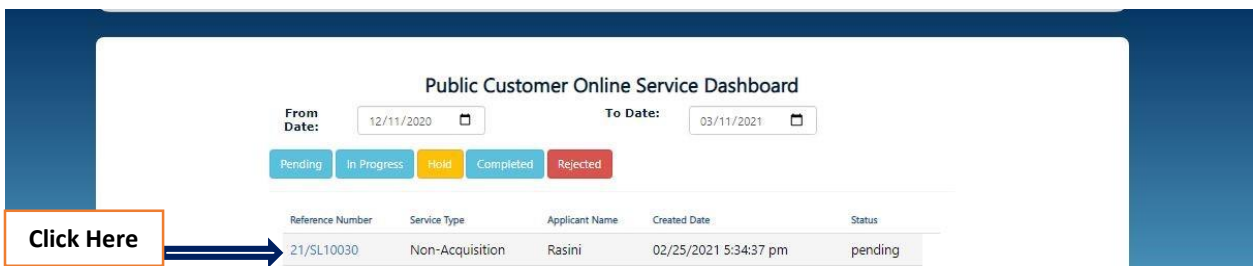 Public Customer Online Service Dashboard
From Date: 12/11/2020 To Date: 03/11/2021
Pending In Progress Hold Completed Rejected
Reference Number Service Type Applicant Name Created Date Status
Click Here
21/SL10030 Non-Acquisition Rasini 02/25/2021 5:34:37 pm pending